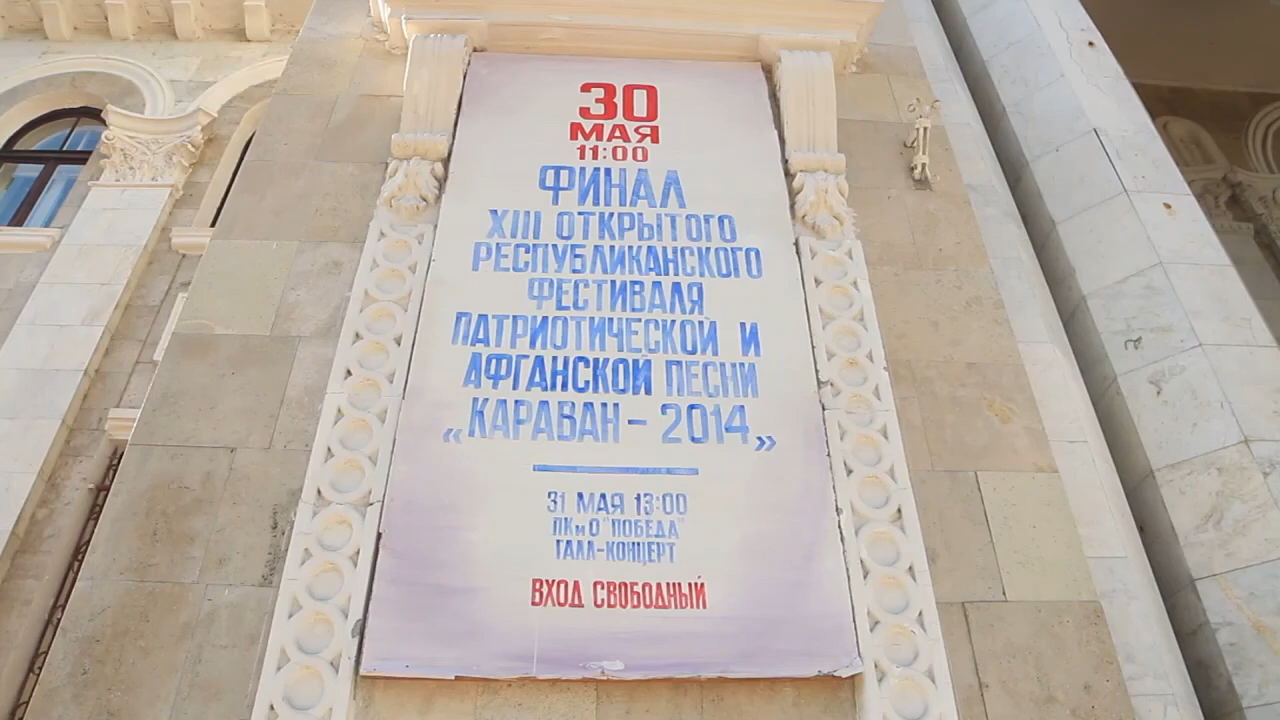 30
МАЯ
11:00
ФИНАЛ
XIII ОТКРЫТОГО
РЕСПУБЛИКАНСКОГО
ФЕСТИВАЛЯ
ПАТРИОТИЧЕСКОЙ И
АФГАНСКОЙ ПЕСНИ
„КАРАВАН – 2014”
31 МАЯ 13:00
ПКиО "ПОБЕДА"
ГАЛА-КОНЦЕРТ
ВХОД СВОБОДНЫЙ